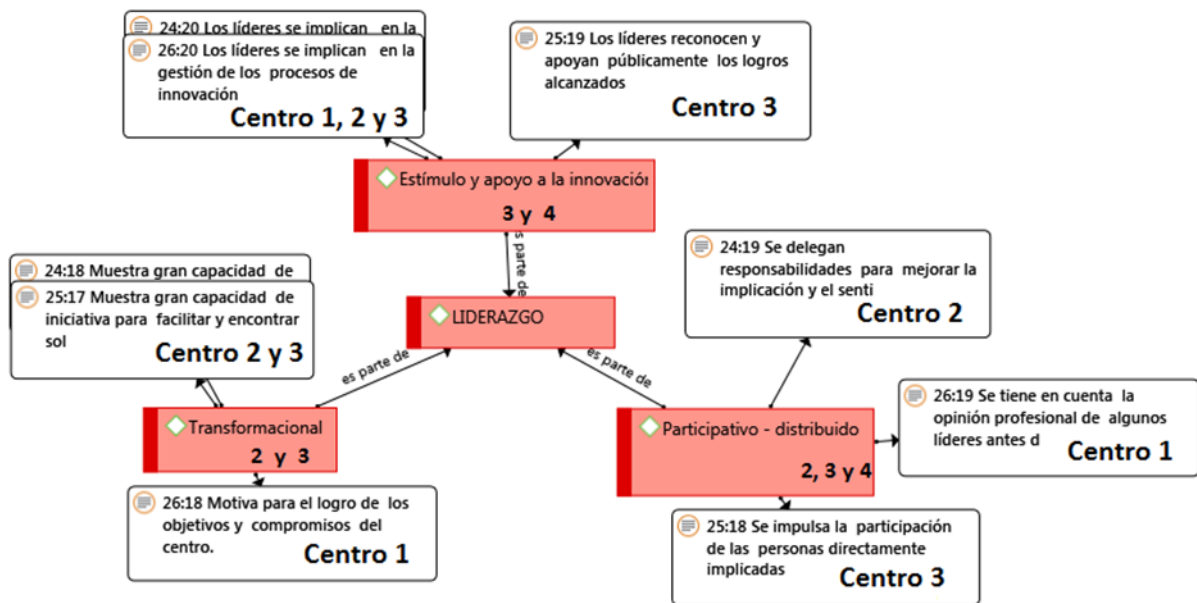 24:20 Los líderes se implican en la
26:20 Los líderes se implican en la
gestión de los procesos de
innovación
Centro 1, 2 y 3
25:19 Los líderes reconocen y
apoyan públicamente los logros
alcanzados
Centro 3
Estímulo y apoyo a la innovación
3 y 4
es parte de
24:19 Se delegan
responsabilidades para mejorar la
implicación y el senti
Centro 2
24:18 Muestra gran capacidad de
25:17 Muestra gran capacidad de
iniciativa para facilitar y encontrar
sol
Centro 2 y 3
LIDERAZGO
es parte de
es parte de
26:19 Se tiene en cuenta la
opinión profesional de algunos
líderes antes d
Centro 1
Transformacional
2 y 3
Participativo - distribuido
2, 3 y 4
26:18 Motiva para el logro de los
objetivos y compromisos del
centro.
Centro 1
25:18 Se impulsa la participación
de las personas directamente
implicadas
Centro 3